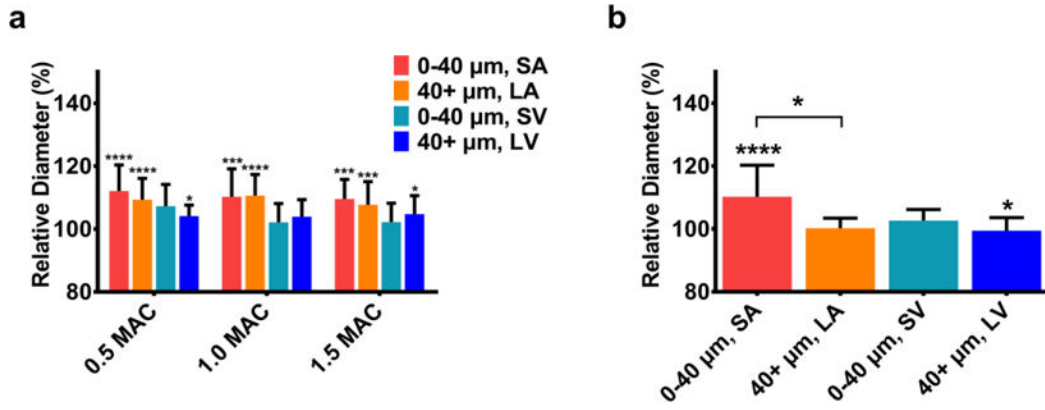 a
Relative Diameter (%)
140
120
100
80
**** **** *
*** ****
*** *** *
0.5 MAC
1.0 MAC
1.5 MAC
0-40 µm, SA
40+ µm, LA
0-40 µm, SV
40+ µm, LV
b
Relative Diameter (%)
140
120
100
80
*
****
*
0-40 µm, SA
40+ µm, LA
0-40 µm, SV
40+ µm, LV